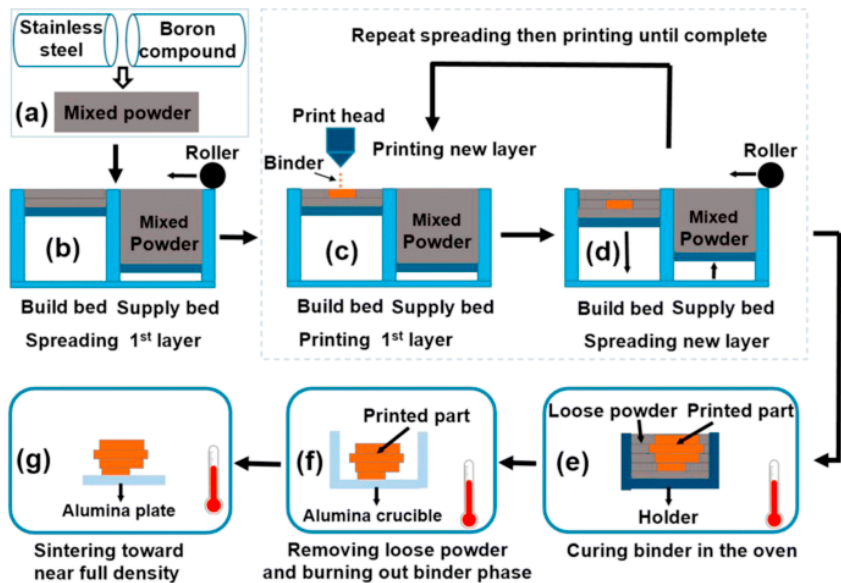 Stainless
steel
Boron
compound
(a)
Mixed powder
Roller
Mixed
Powder
(b)
Build bed
Supply bed
Spreading 1st layer
Repeat spreading then printing until complete
Print head
Printing new layer
Binder
Mixed
Powder
(c)
Build bed
Supply bed
Printing 1st layer
Roller
Mixed
Powder
(d)
Build bed
Supply bed
Spreading new layer
Loose powder
Printed part
(e)
Holder
Curing binder in the oven
Printed part
(f)
Alumina crucible
Removing loose powder
and burning out binder phase
(g)
Alumina plate
Sintering toward
near full density